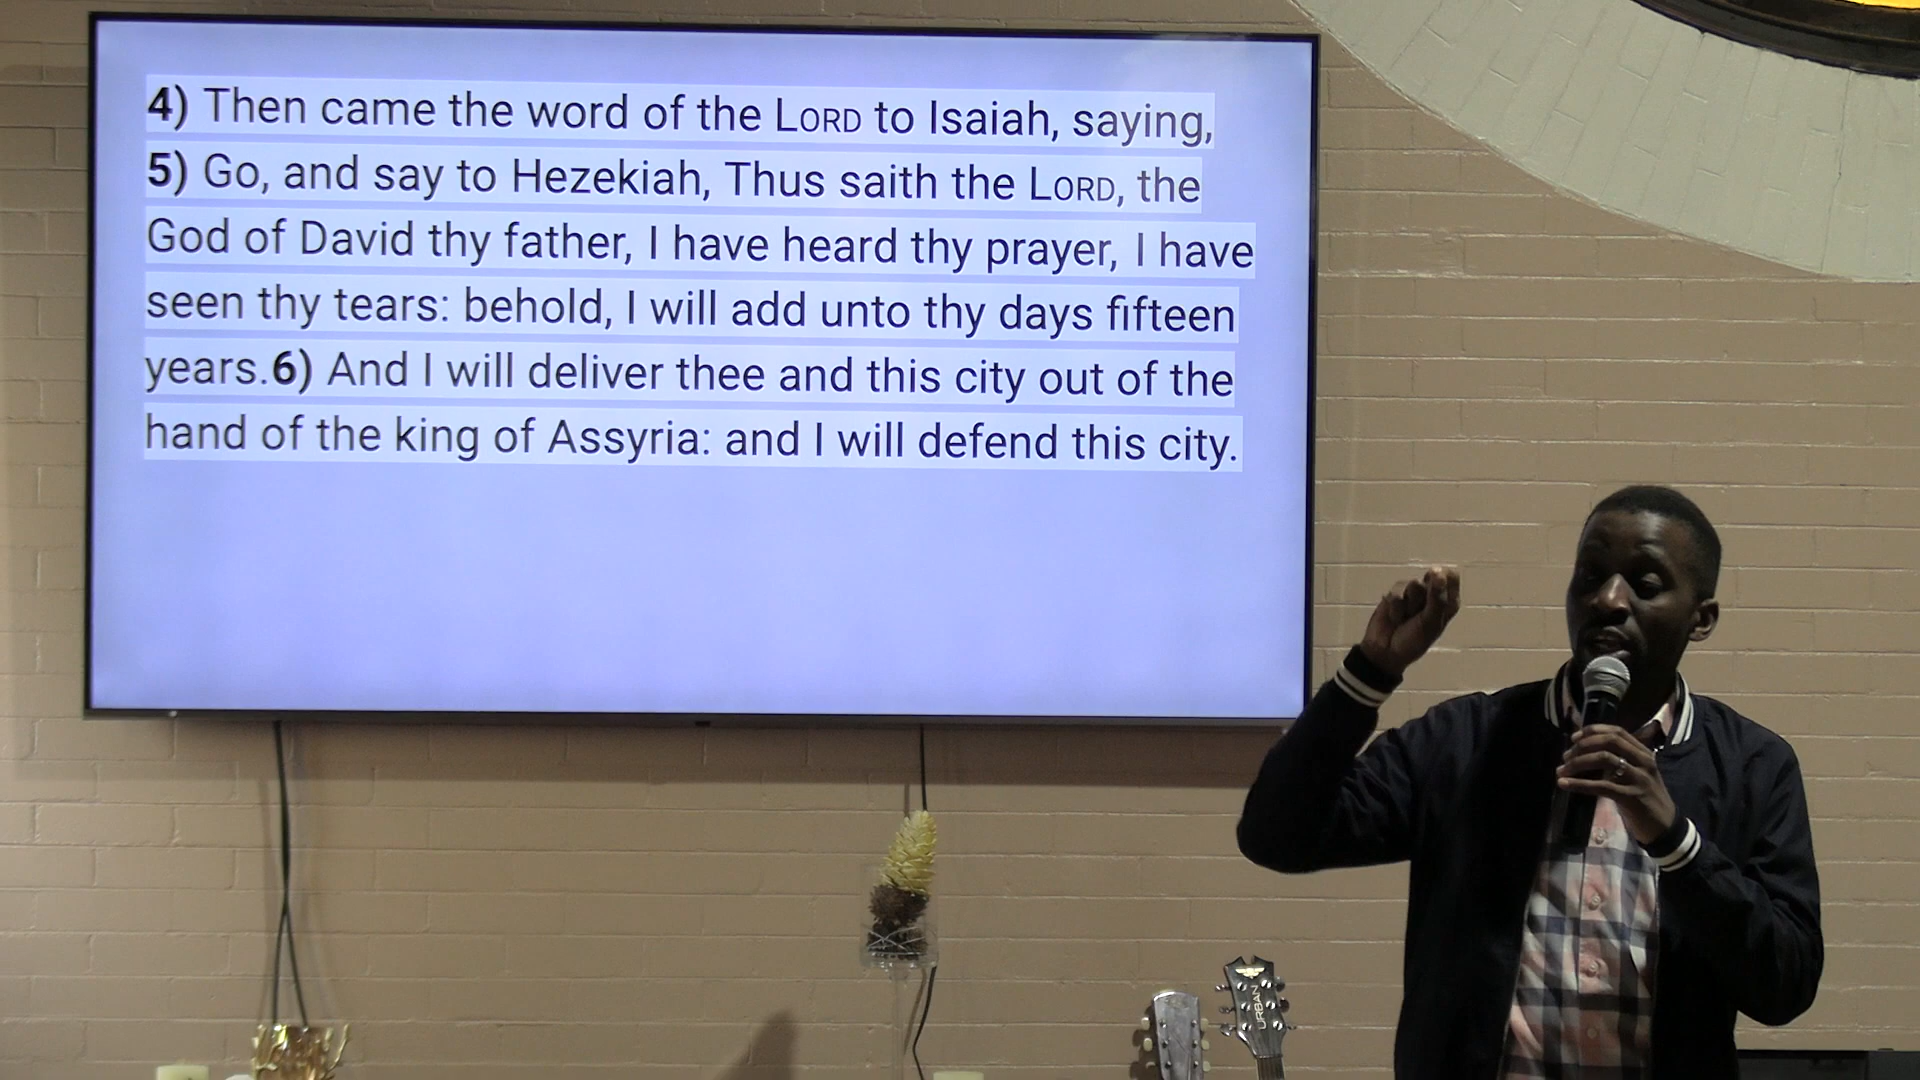 4) Then came the word of the LORD to Isaiah, saying,
5) Go, and say to Hezekiah, Thus saith the LORD, the
God of David thy father, I have heard thy prayer, I have
seen thy tears: behold, I will add unto thy days fifteen
years.6) And I will deliver thee and this city out of the
hand of the king of Assyria: and I will defend this city.
URBAN